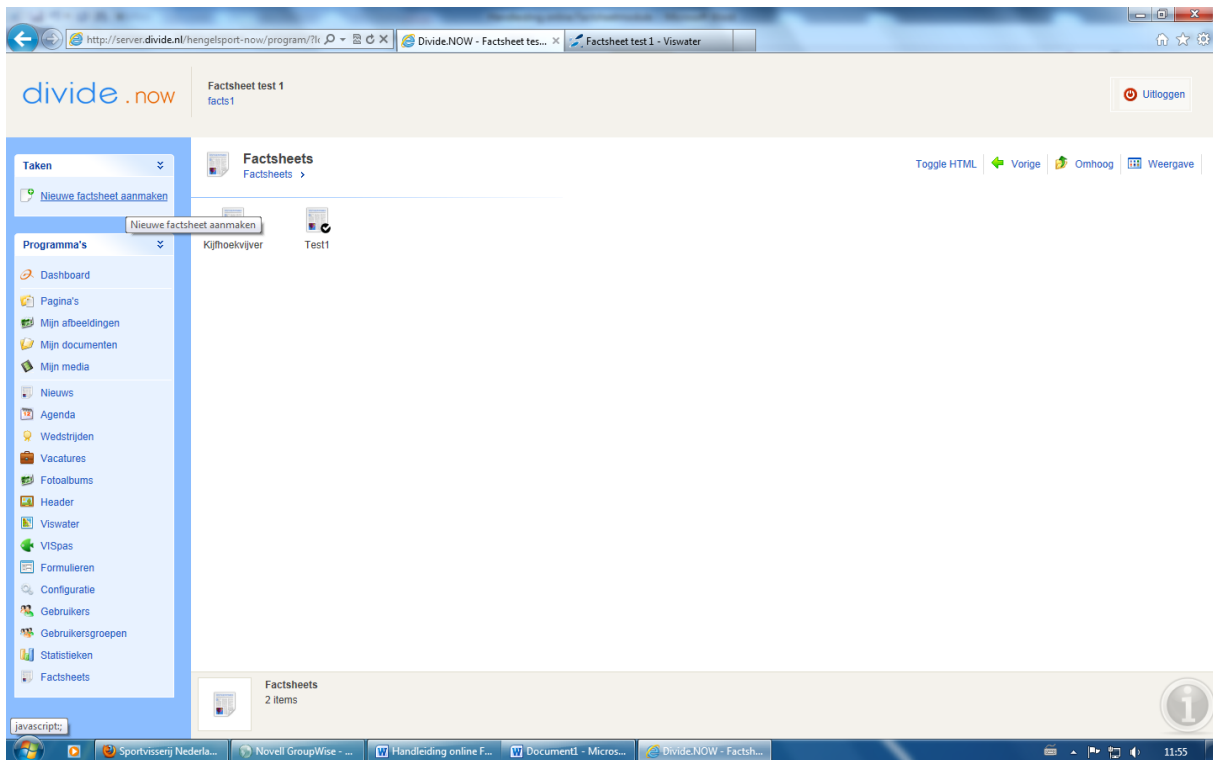 http://server.divide.nl/hengelsport-now/program/?lc
Divide.NOW - Factsheet tes...
Factsheet test 1 - Viswater
divide.now
Factsheet test 1
facts1
Uitloggen
Taken
Nieuwe factsheet aanmaken
Nieuwe factsheet aanmaken
Factsheets
Factsheets ›
Toggle HTML
Vorige
Omhoog
Weergave
Kijfhoekvijver
Test1
Programma's
Dashboard
Pagina's
Mijn afbeeldingen
Mijn documenten
Mijn media
Nieuws
Agenda
Wedstrijden
Vacatures
Fotoalbums
Header
Viswater
VISpas
Formulieren
Configuratie
Gebruikers
Gebruikersgroepen
Statistieken
Factsheets
Factsheets
2 items
javascript:;
Sportvisserij Nederla...
Novell GroupWise - ...
Handleiding online F...
Document1 - Micros...
Divide.NOW - Factsh...
11:55